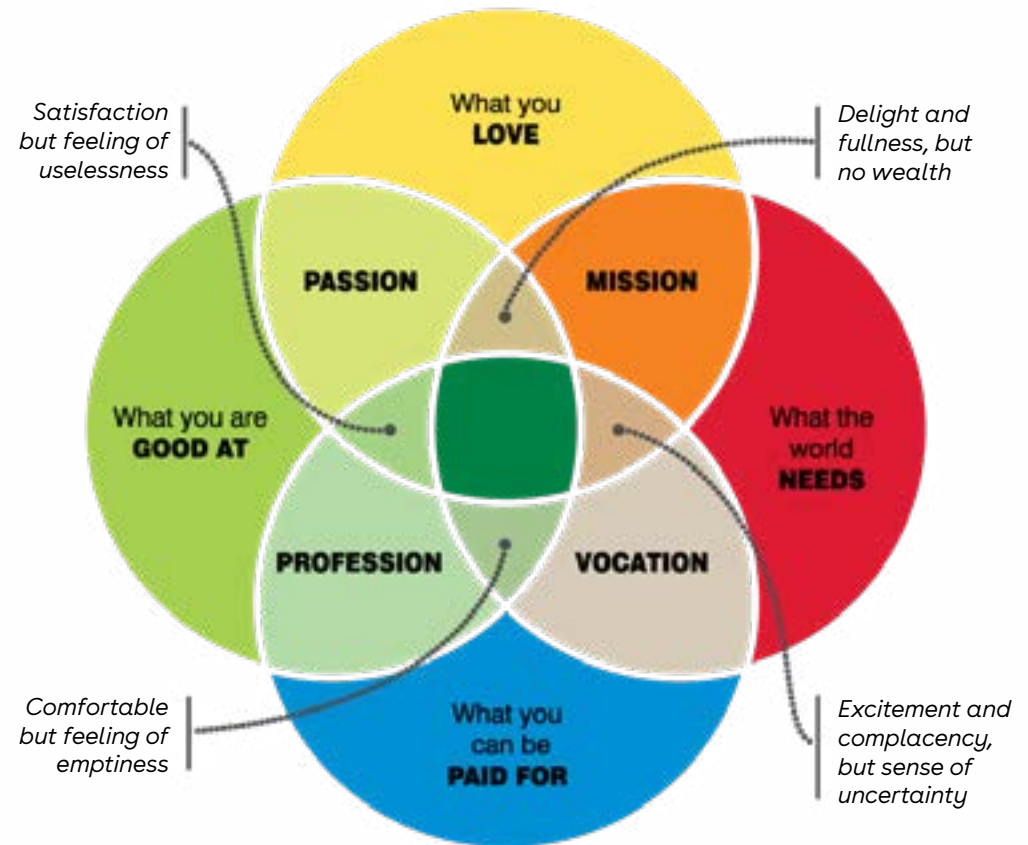 What you
LOVE
Satisfaction
but feeling of
uselessness
Delight and
fullness, but
no wealth
PASSION
MISSION
What you are
GOOD AT
What the
world
NEEDS
PROFESSION
VOCATION
Comfortable
but feeling of
emptiness
What you
can be
PAID FOR
Excitement and
complacency,
but sense of
uncertainty